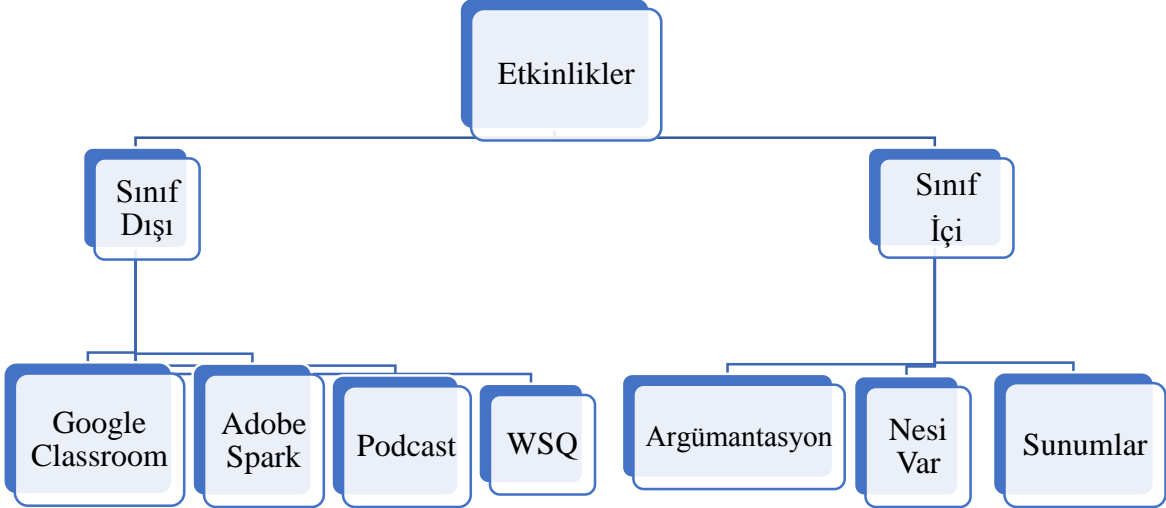 Etkinlikler
Sınıf
Dışı
Sınıf
İçi
Google
Classroom
Adobe
Spark
Podcast
WSQ
Argümantasyon
Nesi
Var
Sunumlar